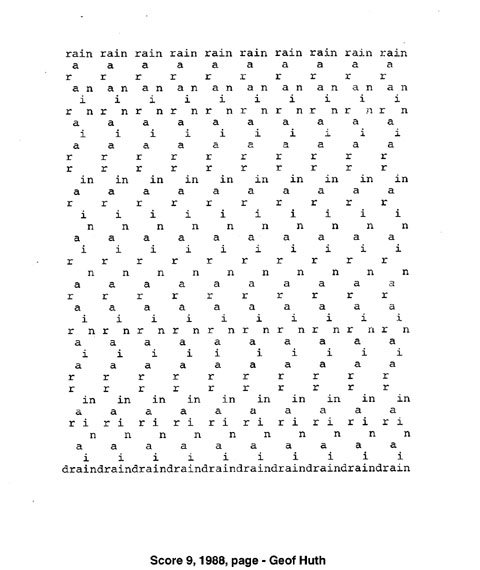 rain rain rain rain rain rain rain rain rain rain
 a    a    a    a    a    a    a    a    a    a
r    r    r    r    r    r    r    r    r    r
 a n  a n  a n  a n  a n  a n  a n  a n  a n  a n
  i    i    i    i    i    i    i    i    i    i
r  n r  n r  n r  n r  n r  n r  n r  n r  n r  n
 a    a    a    a    a    a    a    a    a    a
  i    i    i    i    i    i    i    i    i    i
 a    a    a    a    a    a    a    a    a    a
r    r    r    r    r    r    r    r    r    r
r    r    r    r    r    r    r    r    r    r
  in   in   in   in   in   in   in   in   in   in
 a    a    a    a    a    a    a    a    a    a
r    r    r    r    r    r    r    r    r    r
  i    i    i    i    i    i    i    i    i    i
   n    n    n    n    n    n    n    n    n    n
 a    a    a    a    a    a    a    a    a    a
  i    i    i    i    i    i    i    i    i    i
r    r    r    r    r    r    r    r    r    r
   n    n    n    n    n    n    n    n    n    n
 a    a    a    a    a    a    a    a    a    a
r    r    r    r    r    r    r    r    r    r
 a    a    a    a    a    a    a    a    a    a
  i    i    i    i    i    i    i    i    i    i
r  n r  n r  n r  n r  n r  n r  n r  n r  n r  n
 a    a    a    a    a    a    a    a    a    a
  i    i    i    i    i    i    i    i    i    i
 a    a    a    a    a    a    a    a    a    a
r    r    r    r    r    r    r    r    r    r
r    r    r    r    r    r    r    r    r    r
  in   in   in   in   in   in   in   in   in   in
 a    a    a    a    a    a    a    a    a    a
r i  r i  r i  r i  r i  r i  r i  r i  r i  r i
   n    n    n    n    n    n    n    n    n    n
 a    a    a    a    a    a    a    a    a    a
  i    i    i    i    i    i    i    i    i    i
draindraindraindraindraindraindraindraindraindrain
Score 9, 1988, page - Geof Huth